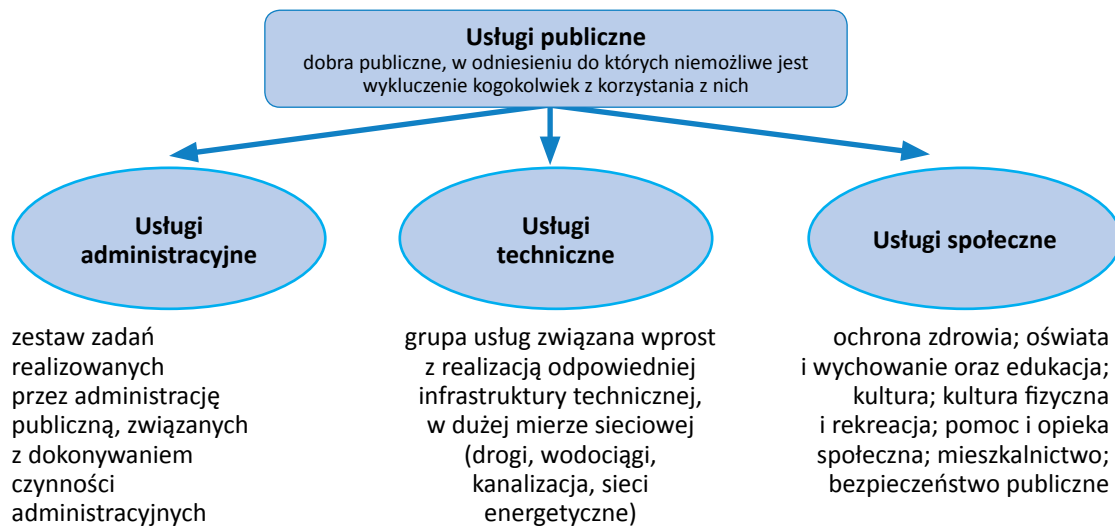 Usługi publiczne
dobra publiczne, w odniesieniu do których niemożliwe jest
wykluczenie kogokolwiek z korzystania z nich
Usługi
administracyjne
Usługi
techniczne
Usługi społeczne
zestaw zadań
realizowanych
przez administrację
publiczną, związanych
z dokonywaniem
czynności
administracyjnych
grupa usług związana wprost
z realizacją odpowiedniej
infrastruktury technicznej,
w dużej mierze sieciowej
(drogi, wodociągi,
kanalizacja, sieci
energetyczne)
ochrona zdrowia; oświata
i wychowanie oraz edukacja;
kultura; kultura fizyczna
i rekreacja; pomoc i opieka
społeczna; mieszkalnictwo;
bezpieczeństwo publiczne